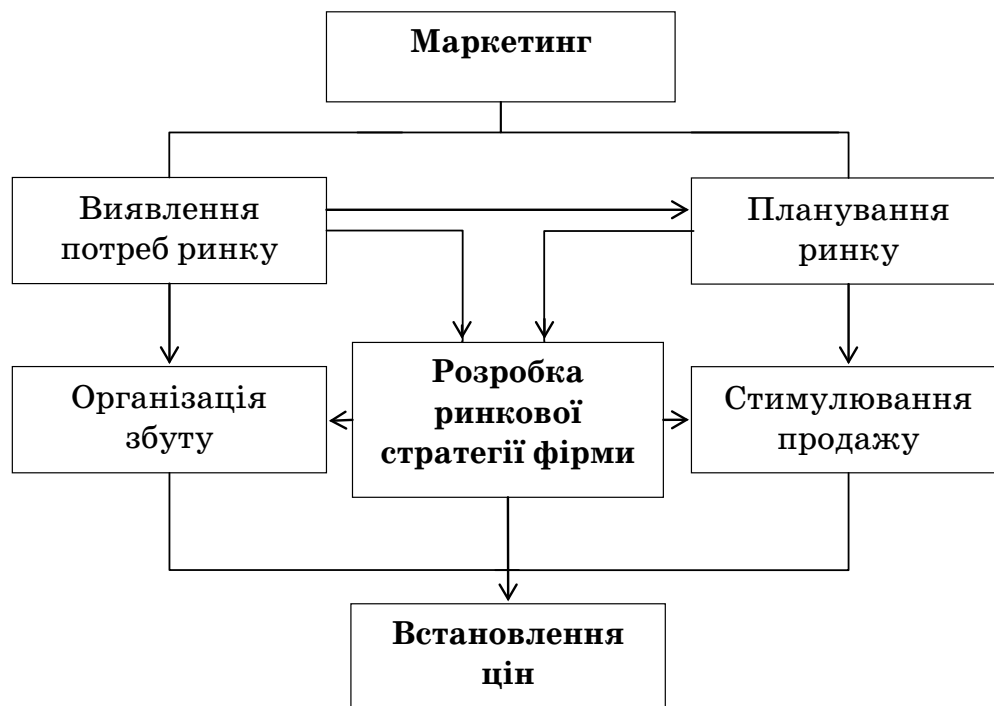 Маркетинг
Виявлення
потреб ринку
Планування
ринку
Організація
збуту
Розробка
ринкової
стратегії фірми
Стимулювання
продажу
Встановлення
цін